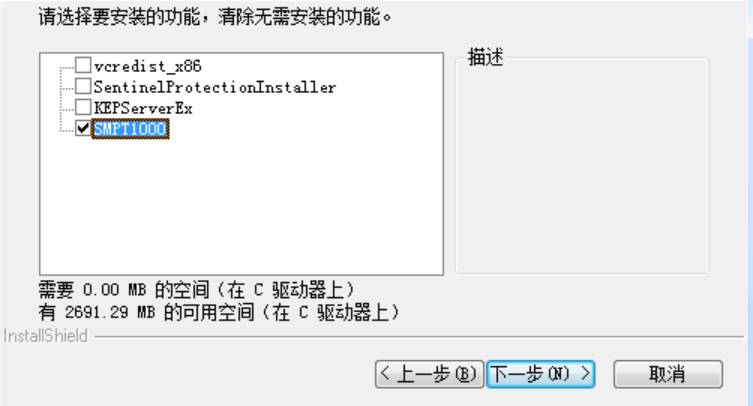 请选择要安装的功能，清除无需安装的功能。
描述
vcredist_x86
SentinelProtectionInstaller
KEPServerEx
SMPT1000
需要 0.00 MB 的空间(在 C 驱动器上)
有 2691.29 MB 的可用空间(在 C 驱动器上)
InstallShield
< 上一步(B) 下一步(N) > 取消